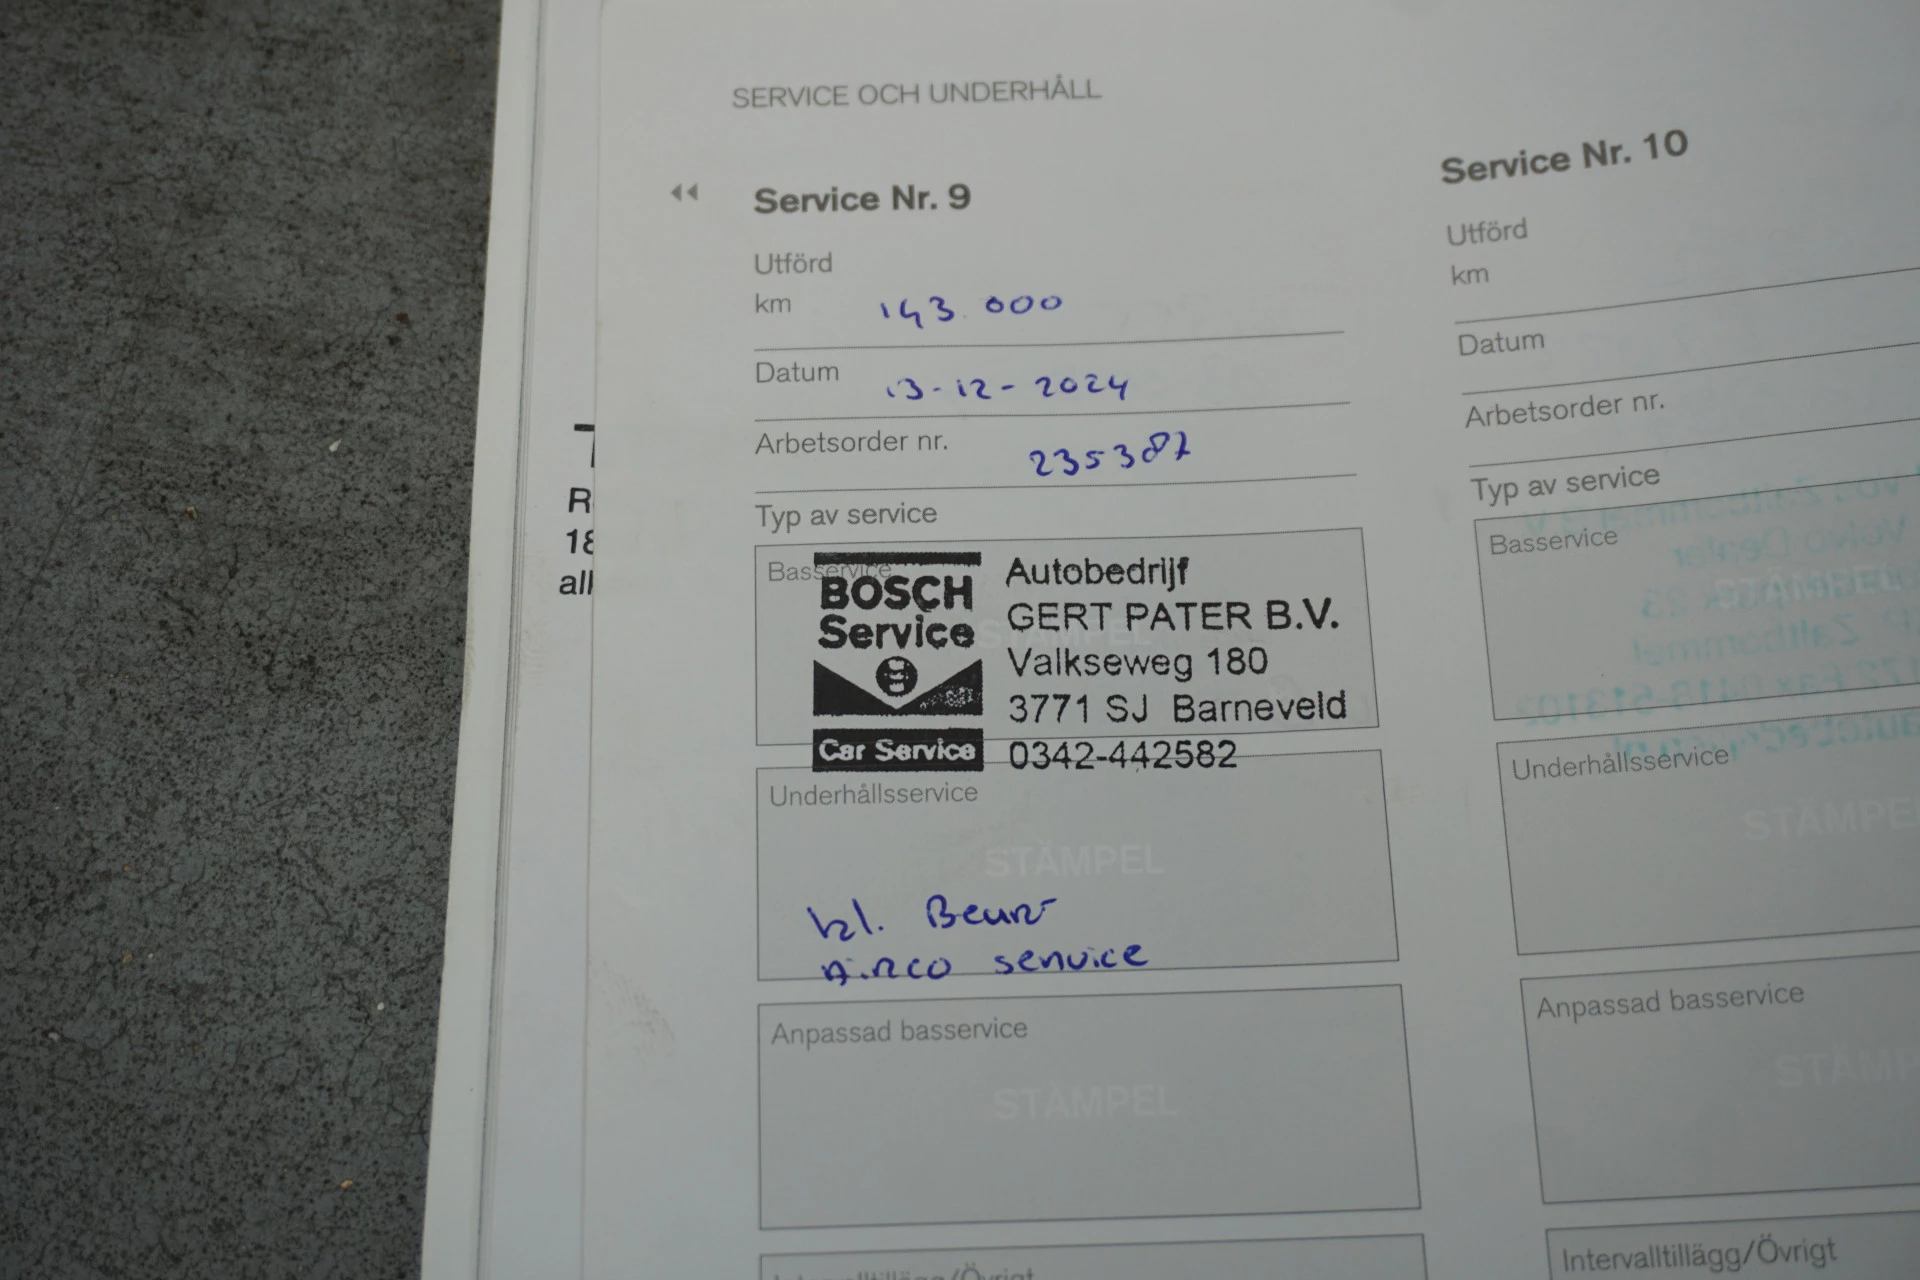 SERVICE OCH UNDERHÅLL
Service Nr. 9
Utförd
km 143.000
Datum 13-12-2024
Arbetsorder nr. 235387
Typ av service
Basservice
BOSCH
Service
Car Service
Autobedrijf
GERT PATER B.V.
Valkseweg 180
3771 SJ Barneveld
0342-442582
Underhållsservice
STÄMPEL
kl. Beurt
Airco service
Anpassad basservice
STÄMPEL
Service Nr. 10
Utförd
km
Datum
Arbetsorder nr.
Typ av service
Basservice
Underhållsservice
STÄMPEL
Anpassad basservice
Intervalltillägg/Övrigt